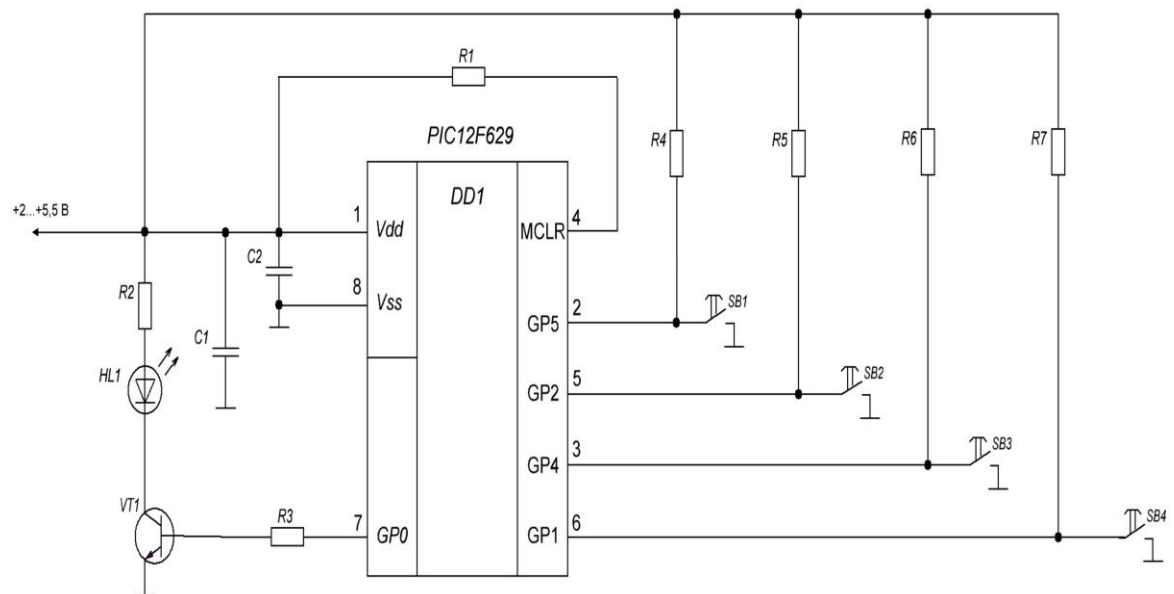 R1
PIC12F629
R4
R5
R6
R7
DD1
+2...+5,5 В
1
Vdd
MCLR
4
C2
8
Vss
R2
C1
2
GP5
SB1
HL1
5
GP2
SB2
3
GP4
SB3
VT1
R3
7
GP0
GP1
6
SB4